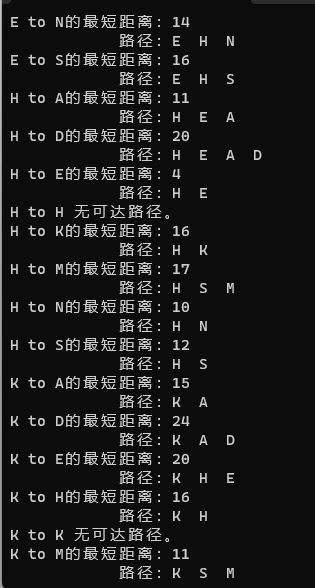 E to N的最短距离: 14
路径: E H N
E to S的最短距离: 16
路径: E H S
H to A的最短距离: 11
路径: H E A
H to D的最短距离: 20
路径: H E A D
H to E的最短距离: 4
路径: H E
H to H 无可达路径。
H to K的最短距离: 16
路径: H K
H to M的最短距离: 17
路径: H S M
H to N的最短距离: 10
路径: H N
H to S的最短距离: 12
路径: H S
K to A的最短距离: 15
路径: K A
K to D的最短距离: 24
路径: K A D
K to E的最短距离: 20
路径: K H E
K to H的最短距离: 16
路径: K H
K to K 无可达路径。
K to M的最短距离: 11
路径: K S M